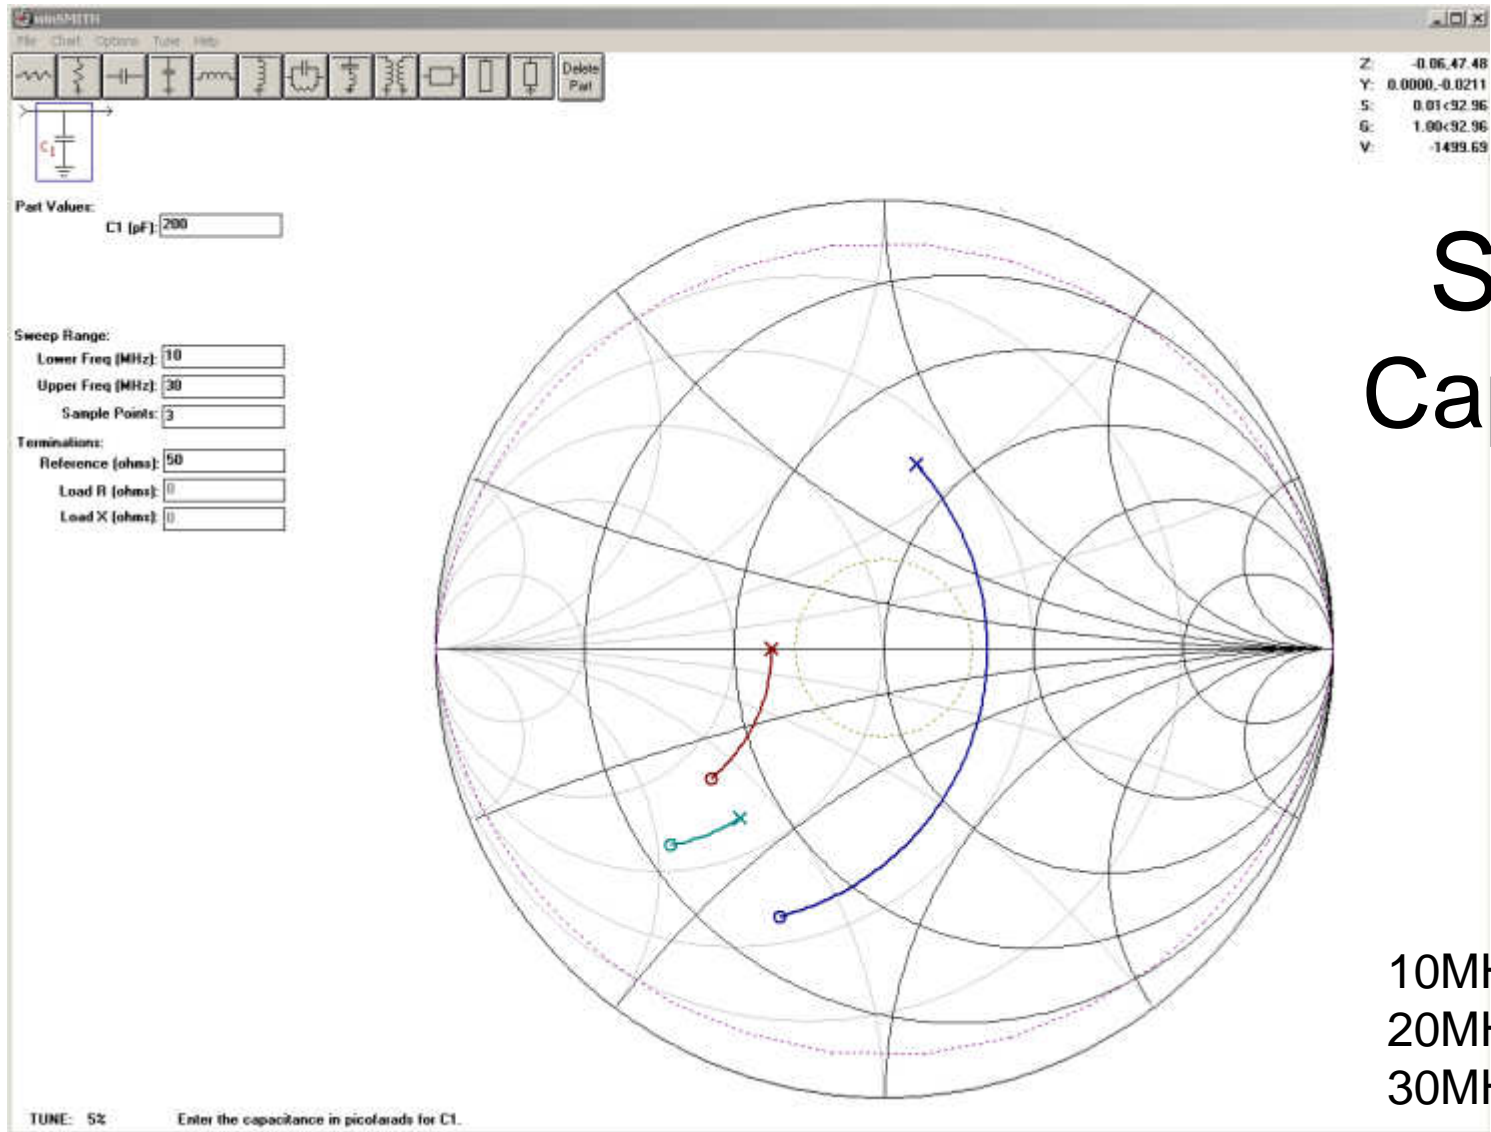 winSMITH
File Chart Options Tune Help
Delete
Part
Z: -0.06,47.48
Y: 0.0000,-0.0211
S: 0.01<92.96
G: 1.00<92.96
V: -1499.69
C1
Part Values:
C1 (pF): 200
Sweep Range:
Lower Freq (MHz): 10
Upper Freq (MHz): 30
Sample Points: 3
Terminations:
Reference (ohms): 50
Load R (ohms): 0
Load X (ohms): 0
S
Cap
10MH
20MH
30MH
TUNE: 5% Enter the capacitance in picofarads for C1.